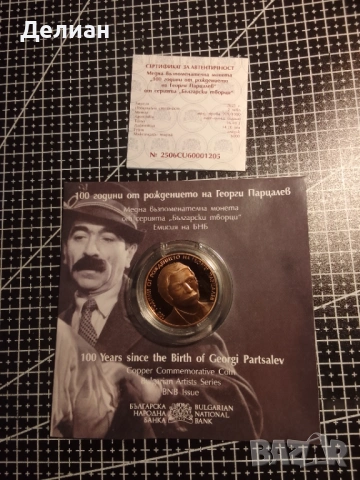 Делиан
СЕРТИФИКАТ ЗА АВТЕНТИЧНОСТ
Медна възпоменателна монета
"100 години от рождението
на Георги Парцалев"
от серията „Български творци"
№ 2506CU60001205
100 години от рождението на Георги Парцалев
Медна възпоменателна монета
от серията „Български творци"
Емисия на БНБ
100 Years since the Birth of Georgi Partsalev
Copper Commemorative Coin
Bulgarian Artists Series
BNB Issue
БЪЛГАРСКА
НАРОДНА
БАНКА
BULGARIAN
NATIONAL
BANK
Bazar